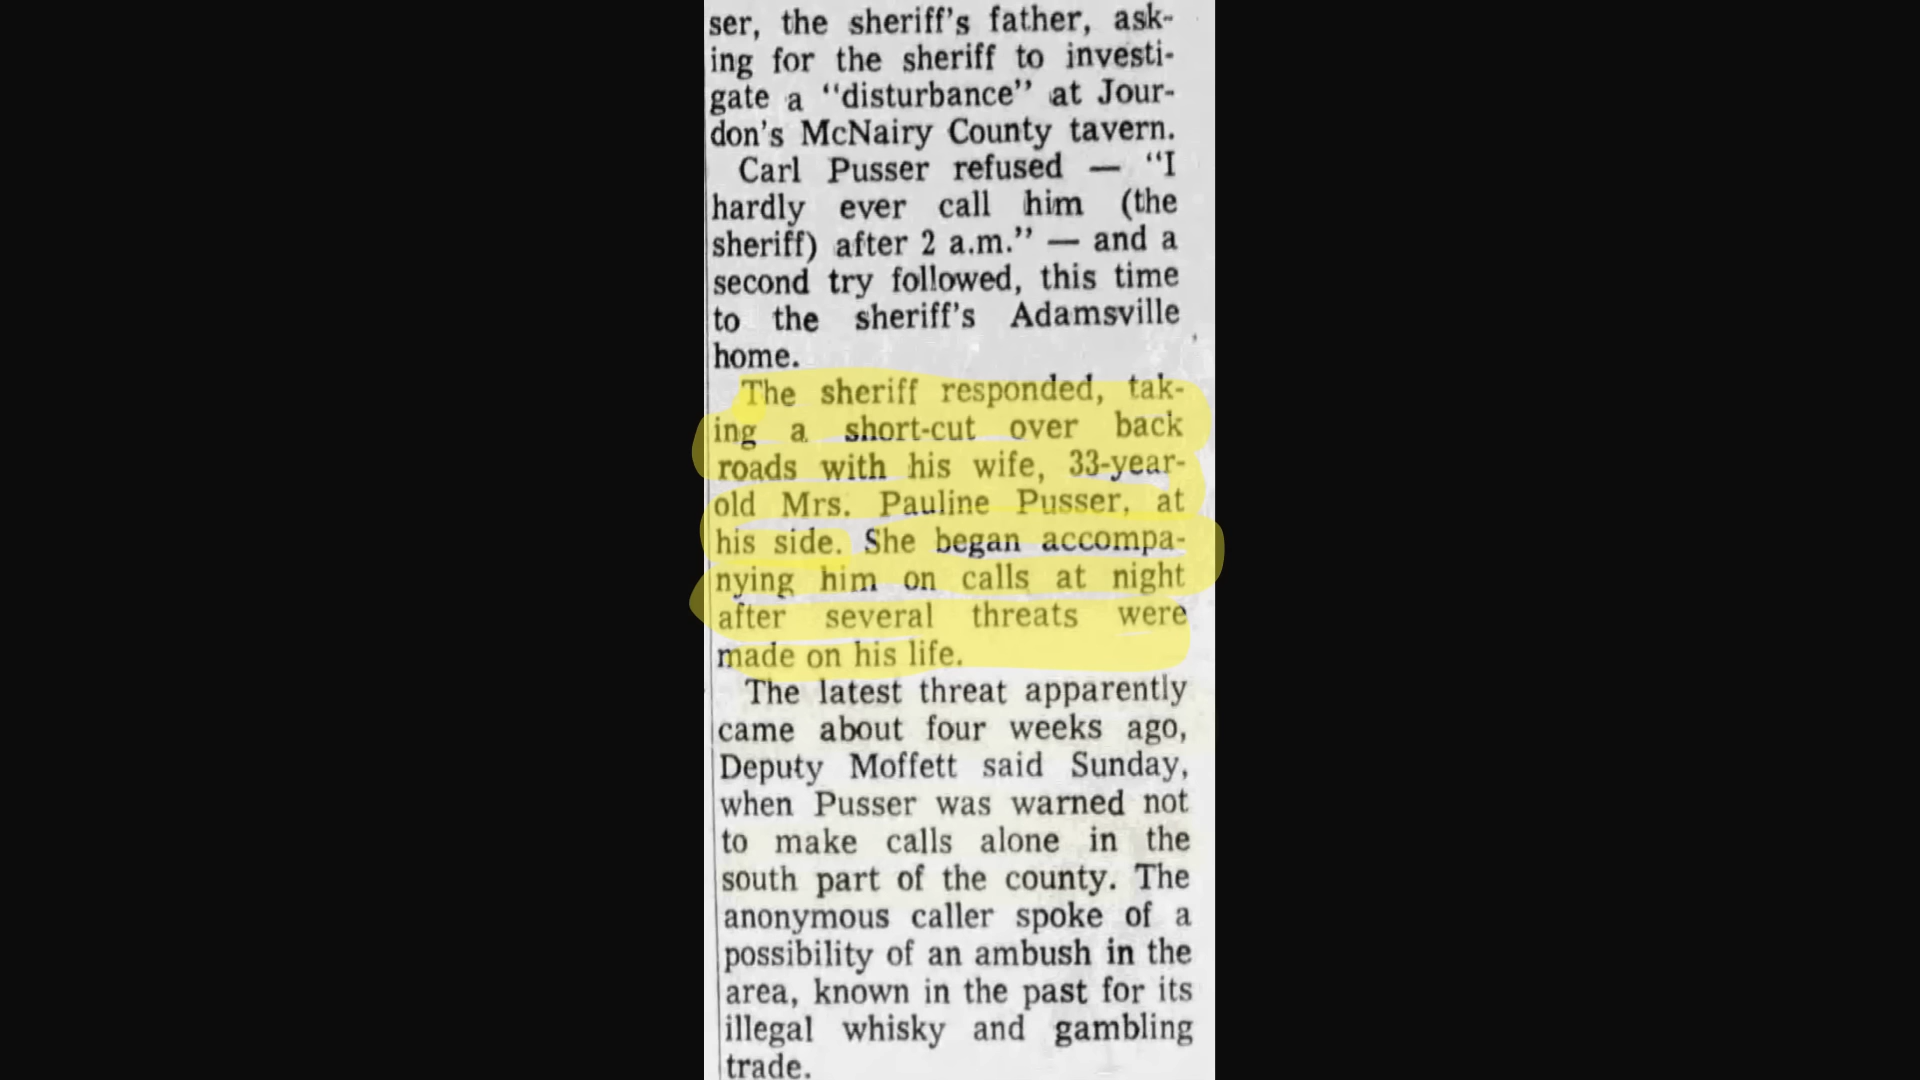 ser, the sheriff's father, ask-
ing for the sheriff to investi-
gate a "disturbance" at Jour-
don's McNairy County tavern.
Carl Pusser refused — "I
hardly ever call him (the
sheriff) after 2 a.m." — and a
second try followed, this time
to the sheriff's Adamsville
home.
The sheriff responded, tak-
ing a short-cut over back
roads with his wife, 33-year-
old Mrs. Pauline Pusser, at
his side. She began accompa-
nying him on calls at night
after several threats were
made on his life.
The latest threat apparently
came about four weeks ago,
Deputy Moffett said Sunday,
when Pusser was warned not
to make calls alone in the
south part of the county. The
anonymous caller spoke of a
possibility of an ambush in the
area, known in the past for its
illegal whisky and gambling
trade.